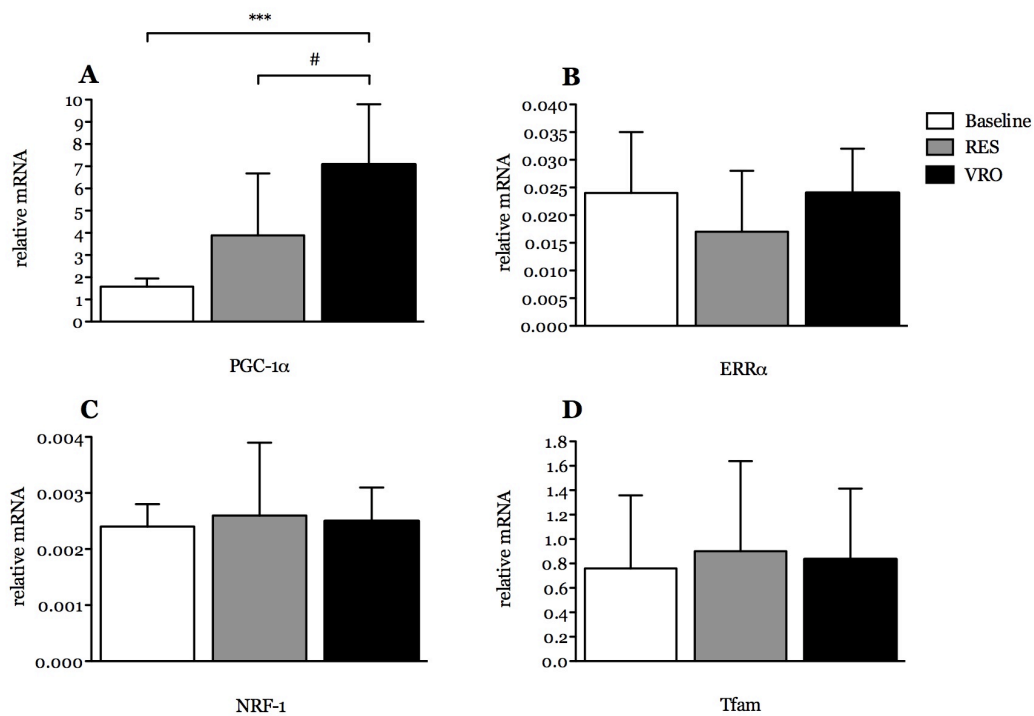 ***
#
A
10
9
8
7
6
5
4
3
2
1
0
relative mRNA
PGC-1α
B
0.040
0.035
0.030
0.025
0.020
0.015
0.010
0.005
0.000
relative mRNA
ERRα
Baseline
RES
VRO
C
0.004
0.003
0.002
0.001
0.000
relative mRNA
NRF-1
D
1.8
1.6
1.4
1.2
1.0
0.8
0.6
0.4
0.2
0.0
relative mRNA
Tfam